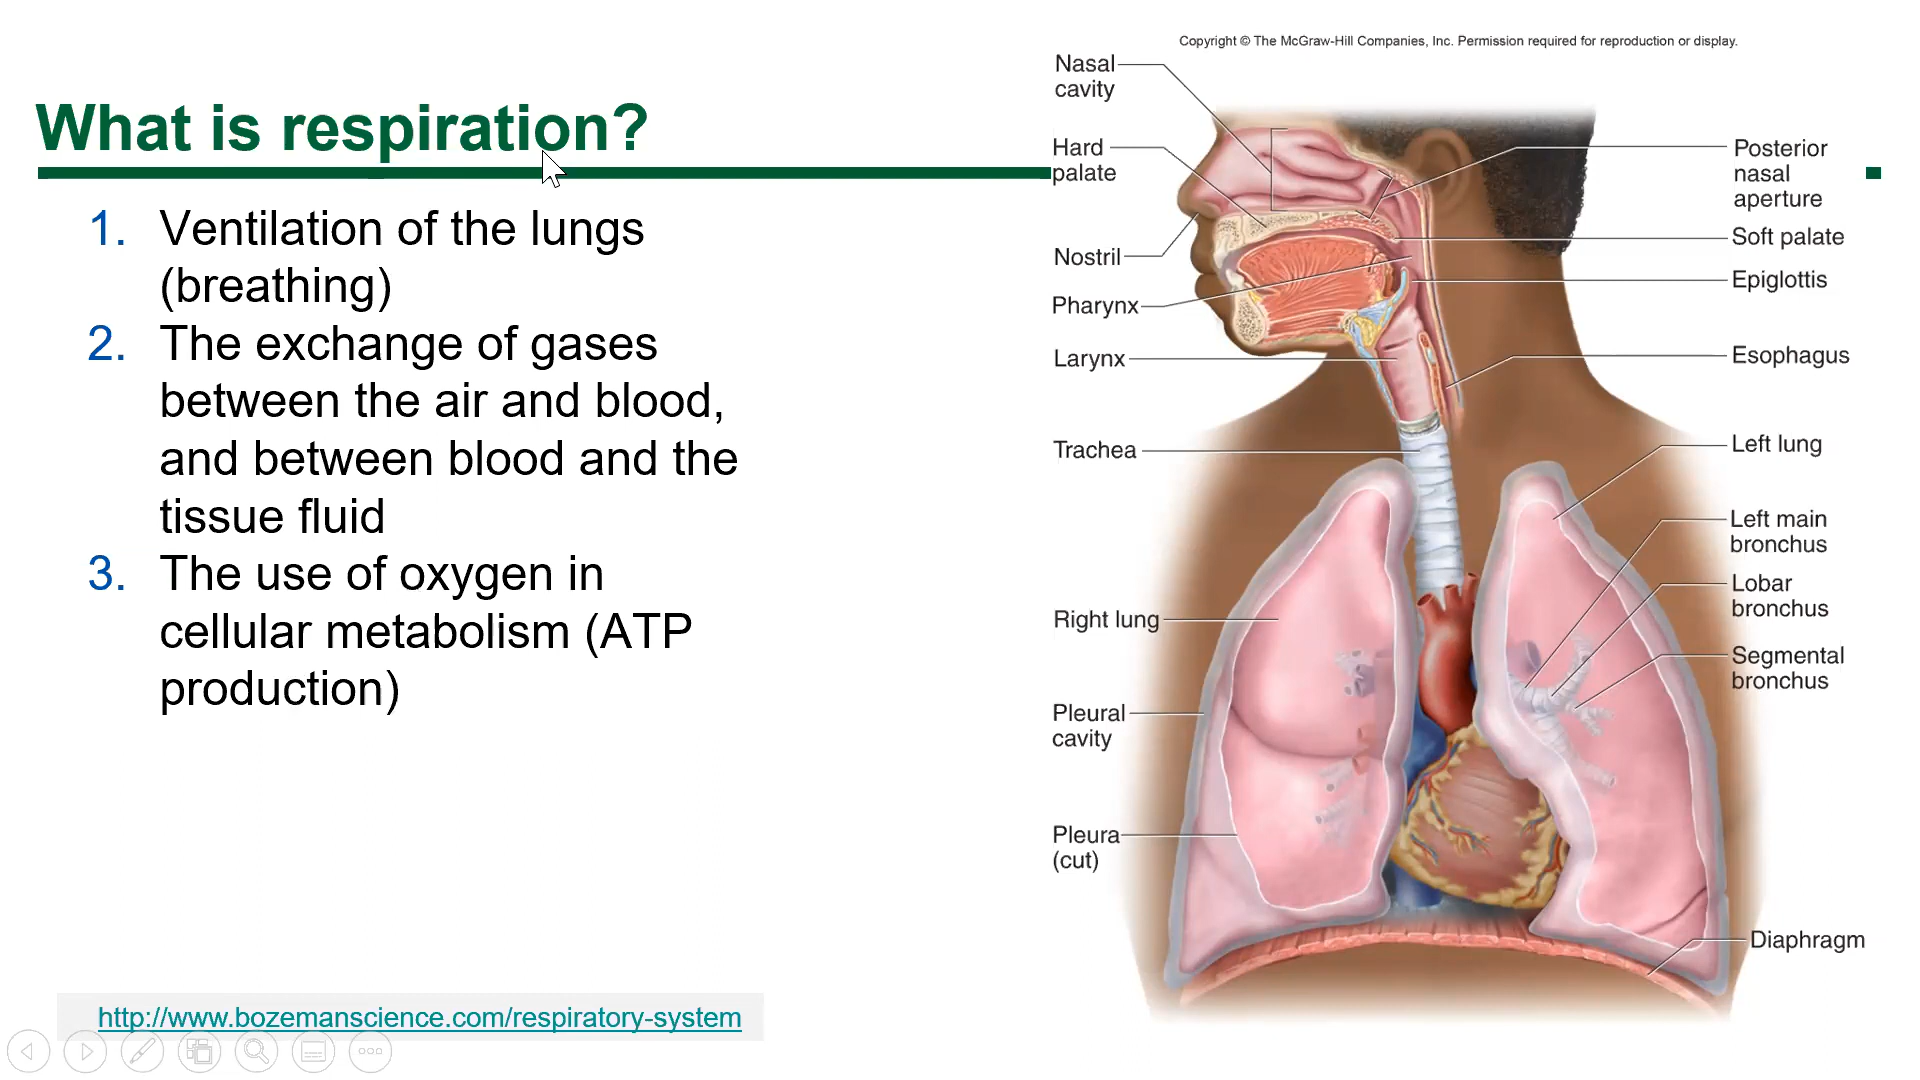 Copyright © The McGraw-Hill Companies, Inc. Permission required for reproduction or display.
What is respiration?
1. Ventilation of the lungs
(breathing)
2. The exchange of gases
between the air and blood,
and between blood and the
tissue fluid
3. The use of oxygen in
cellular metabolism (ATP
production)
http://www.bozemanscience.com/respiratory-system
Nasal
cavity
Hard
palate
Nostril
Pharynx
Larynx
Trachea
Right lung
Pleural
cavity
Pleura
(cut)
Posterior
nasal
aperture
Soft palate
Epiglottis
Esophagus
Left lung
Left main
bronchus
Lobar
bronchus
Segmental
bronchus
Diaphragm